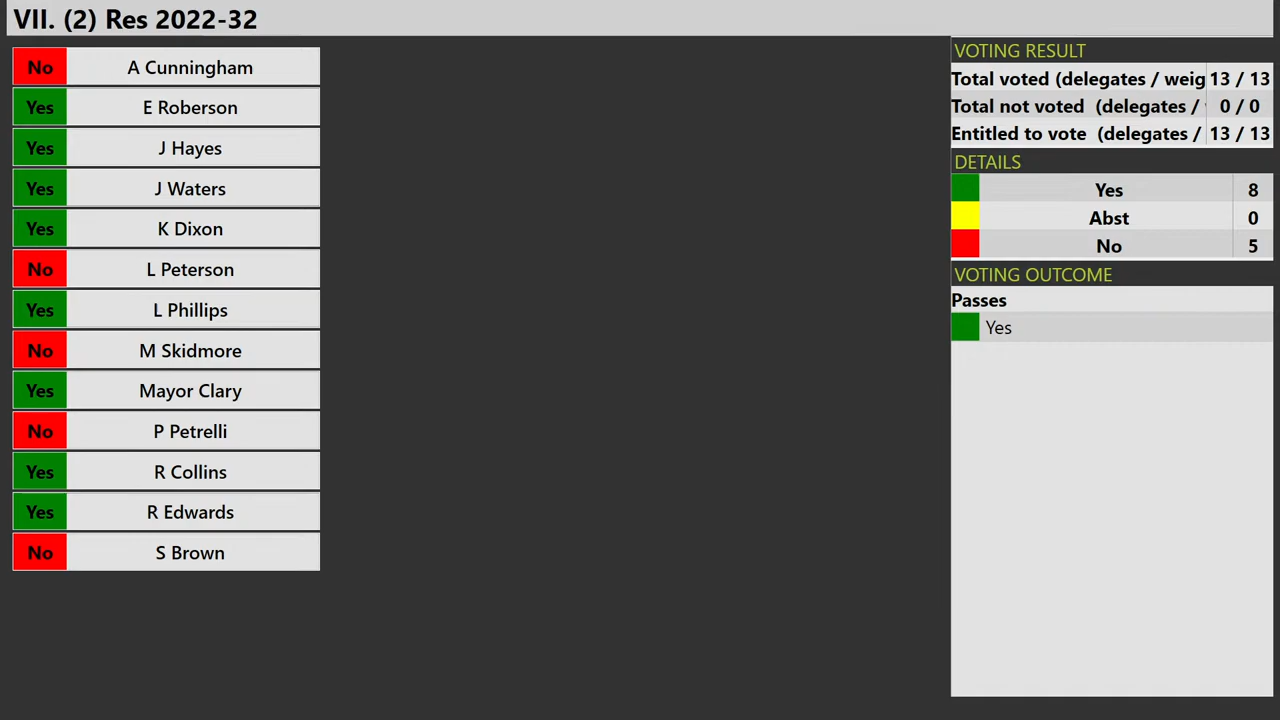 VII. (2) Res 2022-32
No A Cunningham
Yes E Roberson
Yes J Hayes
Yes J Waters
Yes K Dixon
No L Peterson
Yes L Phillips
No M Skidmore
Yes Mayor Clary
No P Petrelli
Yes R Collins
Yes R Edwards
No S Brown
VOTING RESULT
Total voted (delegates / weig 13 / 13
Total not voted (delegates / 0 / 0
Entitled to vote (delegates / 13 / 13
DETAILS
Yes 8
Abst 0
No 5
VOTING OUTCOME
Passes
Yes